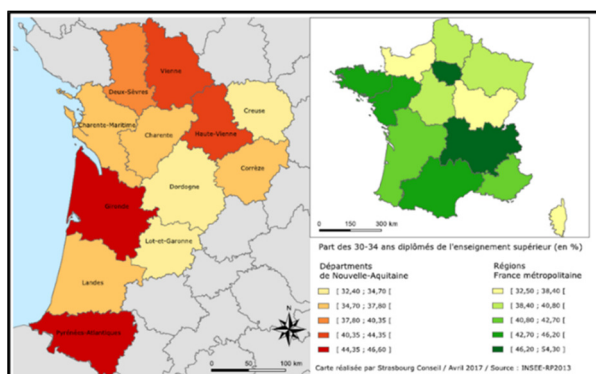 Vienne
Deux-Sèvres
Creuse
Charente-Maritime
Charente
Haute-Vienne
Corrèze
Dordogne
Gironde
Lot-et-Garonne
Landes
Pyrénées-Atlantiques
N
0 50 100 km
0 150 300 km
Part des 30-34 ans diplômés de l'enseignement supérieur (en %)
Départments
de Nouvelle-Aquitaine
[ 32,40 ; 34,70 [
[ 34,70 ; 37,80 [
[ 37,80 ; 40,35 [
[ 40,35 ; 44,35 [
[ 44,35 ; 46,60 [
Régions
France métropolitaine
[ 32,50 ; 38,40 [
[ 38,40 ; 40,80 [
[ 40,80 ; 42,70 [
[ 42,70 ; 46,20 [
[ 46,20 ; 54,30 [
Carte réalisée par Strasbourg Conseil / Avril 2017 / Source : INSEE-RP2013